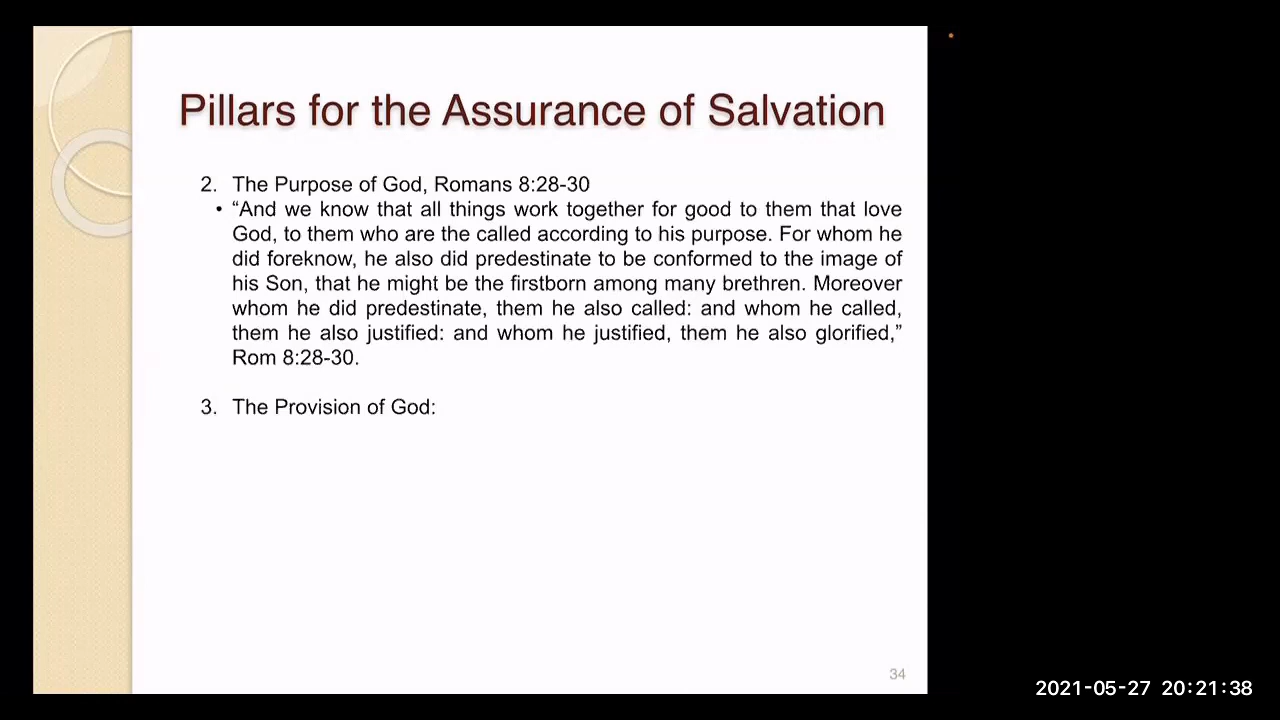 Pillars for the Assurance of Salvation
2. The Purpose of God, Romans 8:28-30
• “And we know that all things work together for good to them that love
God, to them who are the called according to his purpose. For whom he
did foreknow, he also did predestinate to be conformed to the image of
his Son, that he might be the firstborn among many brethren. Moreover
whom he did predestinate, them he also called: and whom he called,
them he also justified: and whom he justified, them he also glorified,”
Rom 8:28-30.
3. The Provision of God:
34
2021-05-27 20:21:38